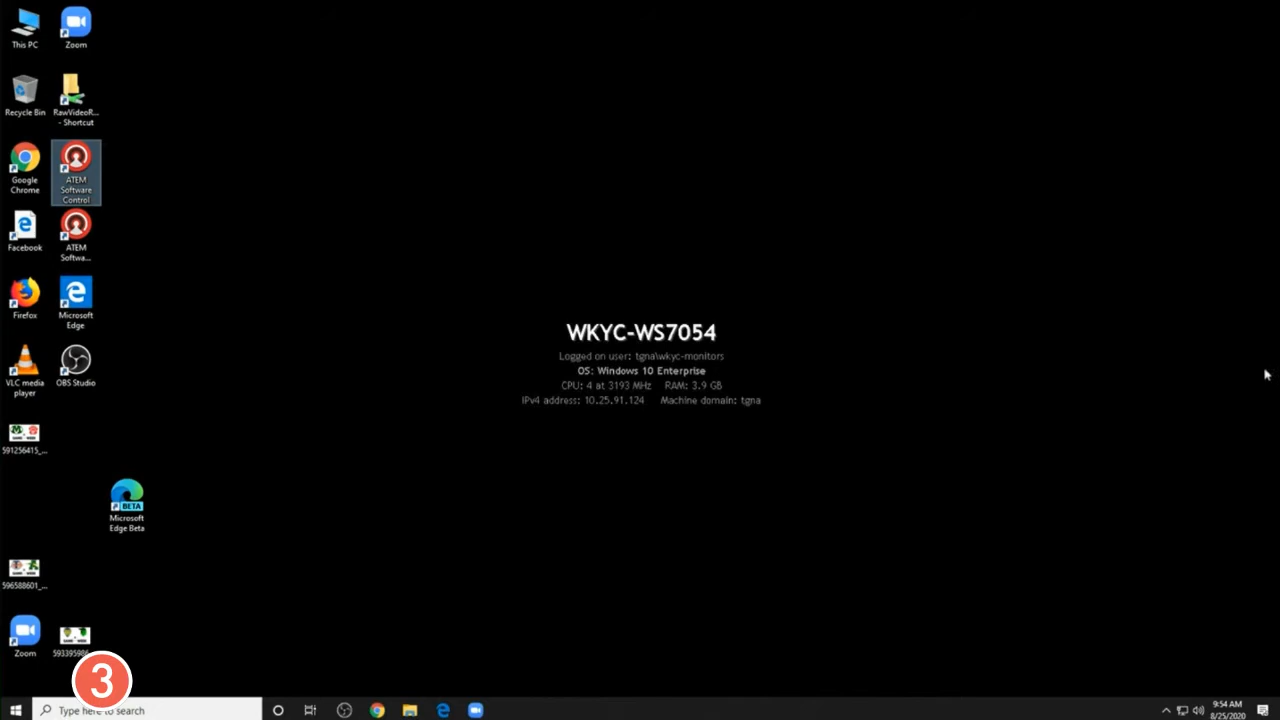 This PC
Zoom
Recycle Bin
RawVideoR...
- Shortcut
Google
Chrome
ATEM
Software
Control
Facebook
ATEM
Softwa...
Firefox
Microsoft
Edge
VLC media
player
OBS Studio
591256415_...
BETA
Microsoft
Edge Beta
596588601_...
Zoom
WKYC-WS7054
Logged on user: tgna\wkyc-monitors
OS: Windows 10 Enterprise
CPU: 4 at 3193 MHz RAM: 3.9 GB
IPv4 address: 10.25.91.124 Machine domain: tgna
3
Type here to search
9:54 AM
8/25/2020